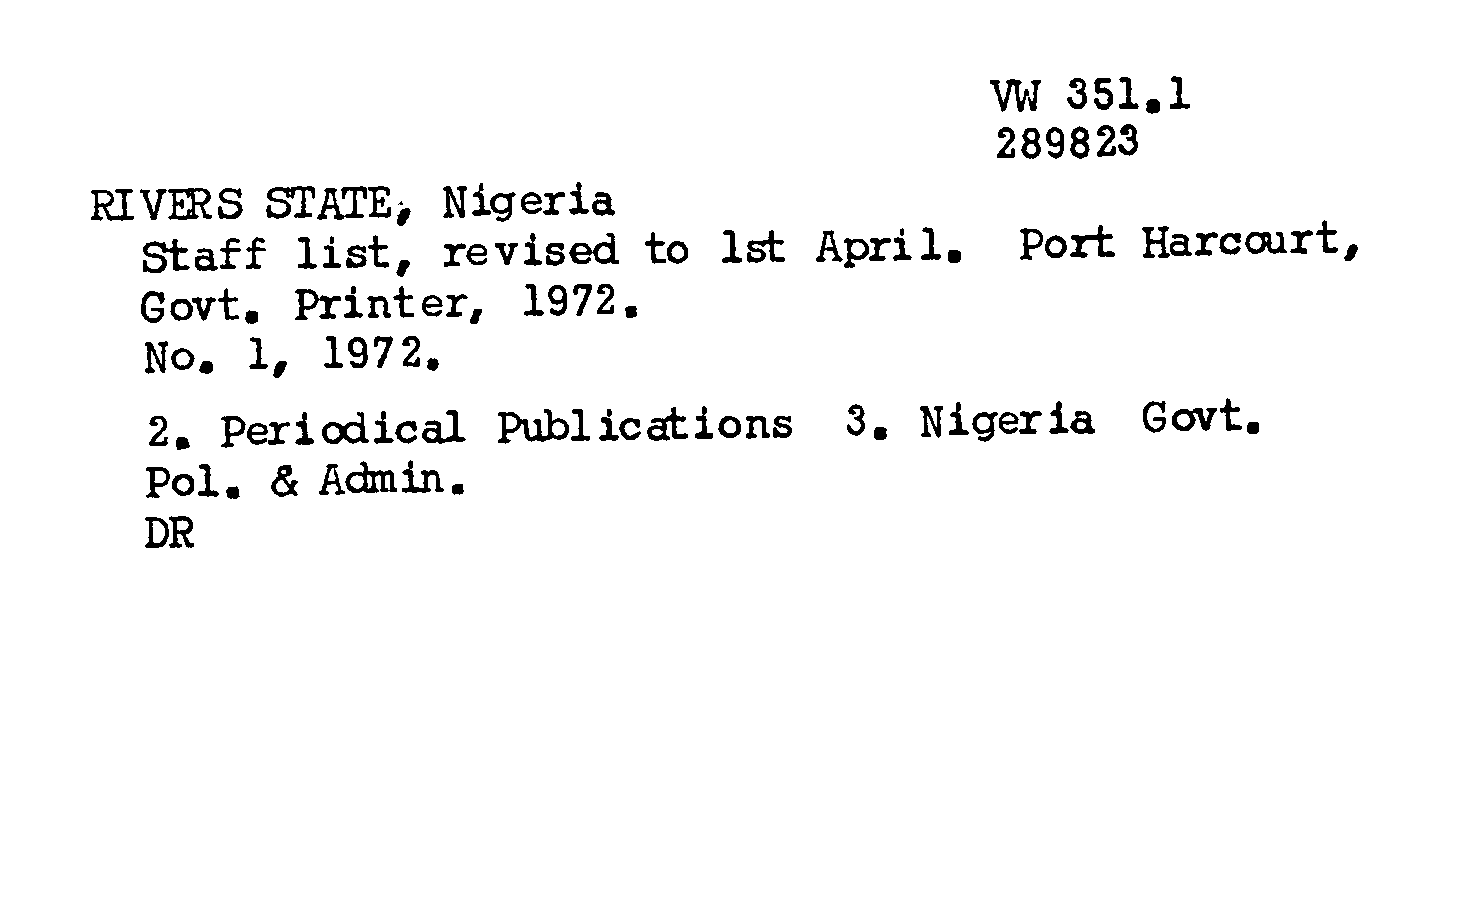 VW 351.1
289823
RIVERS STATE, Nigeria
Staff list, revised to 1st April. Port Harcourt,
Govt. Printer, 1972.
No. 1, 1972.
2. Periodical Publications 3. Nigeria Govt.
Pol. & Admin.
DR